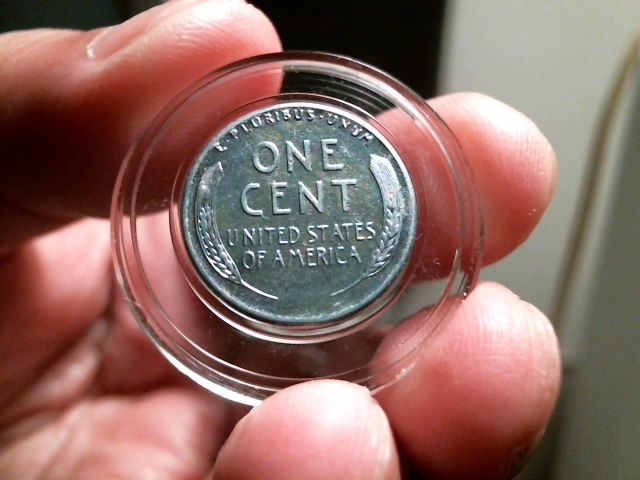 E·PLURIBUS·UNUM
ONE
CENT
UNITED STATES
OF AMERICA